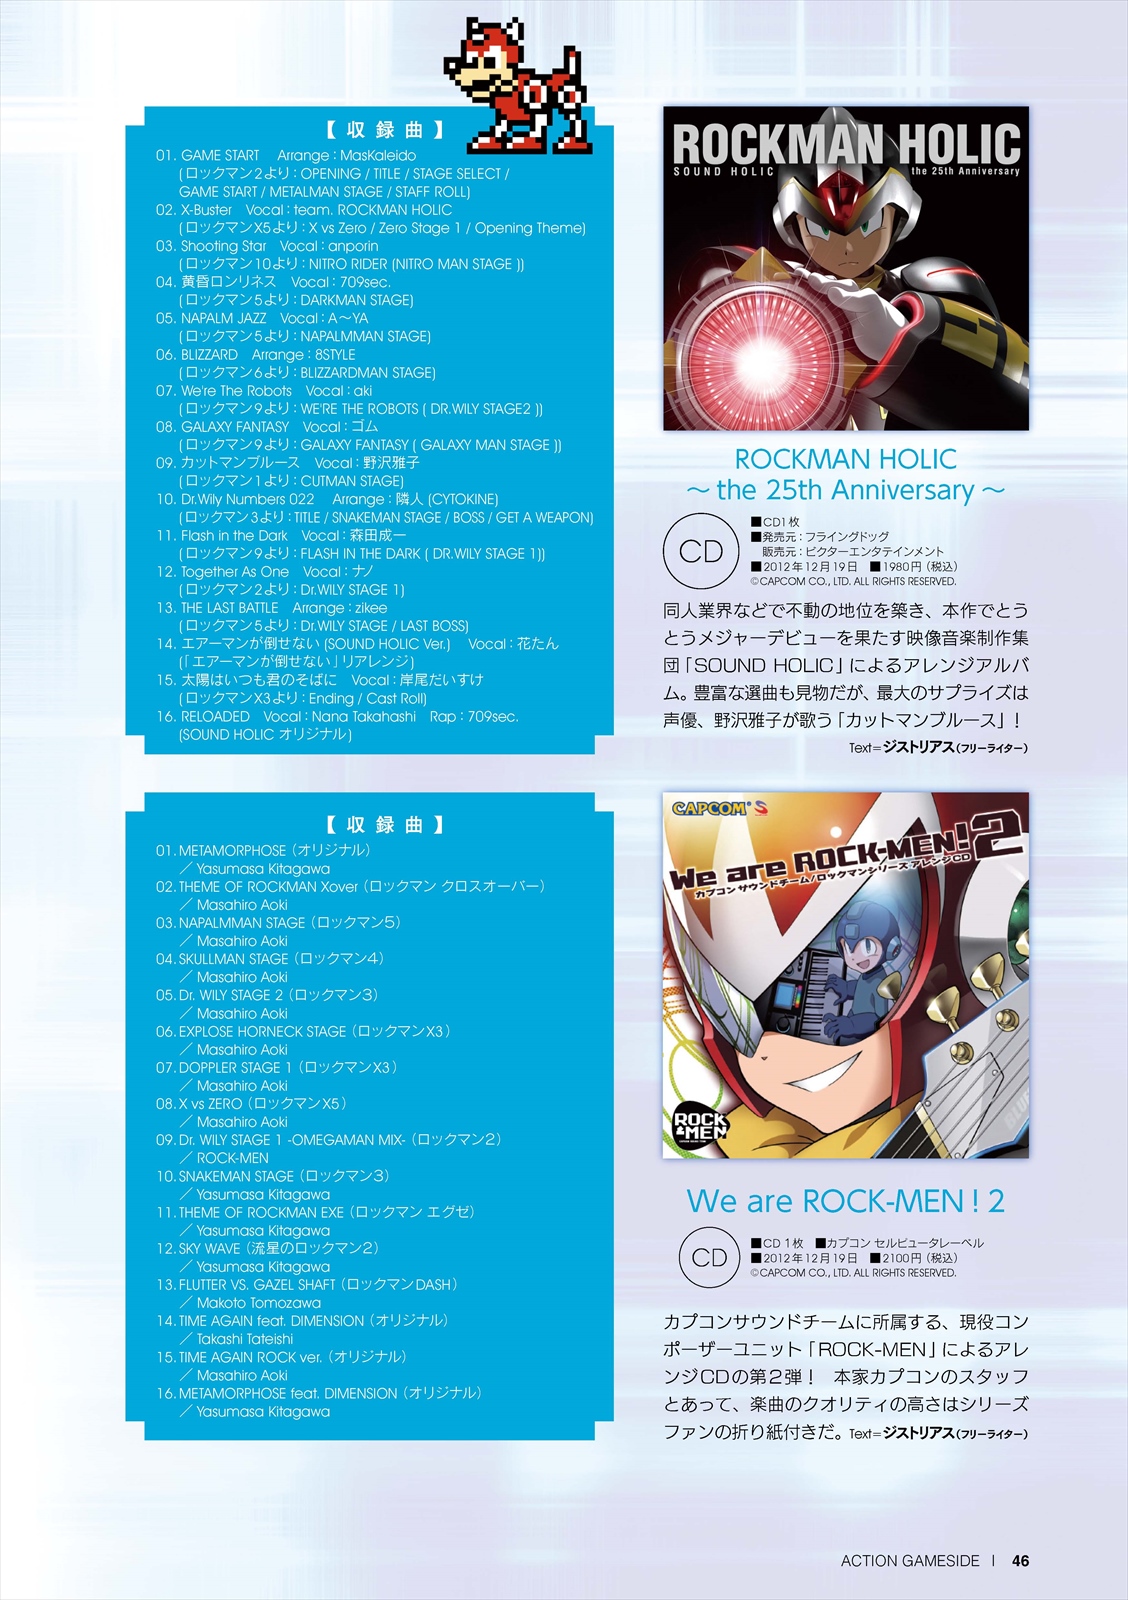 【収録曲】
01. GAME START　Arrange：MasKaleido
(ロックマン2より：OPENING / TITLE / STAGE SELECT /
GAME START / METALMAN STAGE / STAFF ROLL)
02. X-Buster　Vocal：team. ROCKMAN HOLIC
(ロックマンX5より：X vs Zero / Zero Stage 1 / Opening Theme)
03. Shooting Star　Vocal：anporin
(ロックマン10より：NITRO RIDER (NITRO MAN STAGE ))
04. 黄昏ロンリネス　Vocal：709sec.
(ロックマン5より：DARKMAN STAGE)
05. NAPALM JAZZ　Vocal：A〜YA
(ロックマン5より：NAPALMMAN STAGE)
06. BLIZZARD　Arrange：8STYLE
(ロックマン6より：BLIZZARDMAN STAGE)
07. We're The Robots　Vocal：aki
(ロックマン9より：WE'RE THE ROBOTS ( DR.WILY STAGE2 ))
08. GALAXY FANTASY　Vocal：ゴム
(ロックマン9より：GALAXY FANTASY ( GALAXY MAN STAGE ))
09. カットマンブルース　Vocal：野沢雅子
(ロックマン1より：CUTMAN STAGE)
10. Dr.Wily Numbers 022　Arrange：隣人 (CYTOKINE)
(ロックマン3より：TITLE / SNAKEMAN STAGE / BOSS / GET A WEAPON)
11. Flash in the Dark　Vocal：森田成一
(ロックマン9より：FLASH IN THE DARK ( DR.WILY STAGE 1))
12. Together As One　Vocal：ナノ
(ロックマン2より：Dr.WILY STAGE 1)
13. THE LAST BATTLE　Arrange：zikee
(ロックマン5より：Dr.WILY STAGE / LAST BOSS)
14. エアーマンが倒せない (SOUND HOLIC Ver.)　Vocal：花たん
(「エアーマンが倒せない」リアレンジ)
15. 太陽はいつも君のそばに　Vocal：岸尾だいすけ
(ロックマンX3より：Ending / Cast Roll)
16. RELOADED　Vocal：Nana Takahashi　Rap：709sec.
(SOUND HOLIC オリジナル)
ROCKMAN HOLIC
SOUND HOLIC the 25th Anniversary
ROCKMAN HOLIC
〜 the 25th Anniversary 〜
CD
■CD1枚
■発売元：フライングドッグ
販売元：ビクターエンタテインメント
■2012年12月19日　■1980円（税込）
©CAPCOM CO., LTD. ALL RIGHTS RESERVED.
同人業界などで不動の地位を築き、本作でとう
とうメジャーデビューを果たす映像音楽制作集
団「SOUND HOLIC」によるアレンジアルバ
ム。豊富な選曲も見物だが、最大のサプライズは
声優、野沢雅子が歌う「カットマンブルース」！
Text=ジストリアス（フリーライター）
【収録曲】
01. METAMORPHOSE（オリジナル）
／ Yasumasa Kitagawa
02. THEME OF ROCKMAN Xover（ロックマン クロスオーバー）
／ Masahiro Aoki
03. NAPALMMAN STAGE（ロックマン5）
／ Masahiro Aoki
04. SKULLMAN STAGE（ロックマン4）
／ Masahiro Aoki
05. Dr. WILY STAGE 2（ロックマン3）
／ Masahiro Aoki
06. EXPLOSE HORNECK STAGE（ロックマンX3）
／ Masahiro Aoki
07. DOPPLER STAGE 1（ロックマンX3）
／ Masahiro Aoki
08. X vs ZERO（ロックマンX5）
／ Masahiro Aoki
09. Dr. WILY STAGE 1 -OMEGAMAN MIX-（ロックマン2）
／ ROCK-MEN
10. SNAKEMAN STAGE（ロックマン3）
／ Yasumasa Kitagawa
11. THEME OF ROCKMAN EXE（ロックマン エグゼ）
／ Yasumasa Kitagawa
12. SKY WAVE（流星のロックマン2）
／ Yasumasa Kitagawa
13. FLUTTER VS. GAZEL SHAFT（ロックマンDASH）
／ Makoto Tomozawa
14. TIME AGAIN feat. DIMENSION（オリジナル）
／ Takashi Tateishi
15. TIME AGAIN ROCK ver.（オリジナル）
／ Masahiro Aoki
16. METAMORPHOSE feat. DIMENSION（オリジナル）
／ Yasumasa Kitagawa
CAPCOM
We are ROCK-MEN! 2
カプコンサウンドチーム/ロックマンシリーズ アレンジCD
ROCK
MEN
We are ROCK-MEN ! 2
CD
■CD 1枚　■カプコン セルピュータレーベル
■2012年12月19日　■2100円（税込）
©CAPCOM CO., LTD. ALL RIGHTS RESERVED.
カプコンサウンドチームに所属する、現役コン
ポーザーユニット「ROCK-MEN」によるアレ
ンジCDの第2弾！　本家カプコンのスタッフ
とあって、楽曲のクオリティの高さはシリーズ
ファンの折り紙付きだ。Text=ジストリアス（フリーライター）
ACTION GAMESIDE | 46